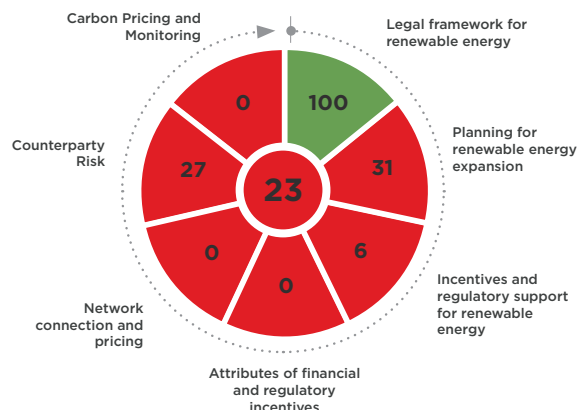 Carbon Pricing and
Monitoring
Legal framework for
renewable energy
0
100
Counterparty
Risk
27
31
Planning for
renewable energy
expansion
23
0
6
0
Network
connection and
pricing
Incentives and
regulatory support
for renewable
energy
Attributes of financial
and regulatory
incentives